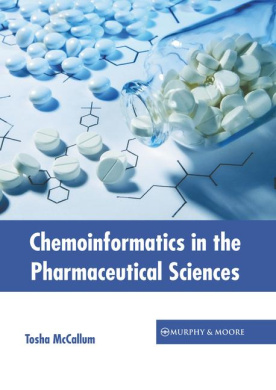 Chemoinformatics in the
Pharmaceutical Sciences
Tosha McCallum
MURPHY & MOORE